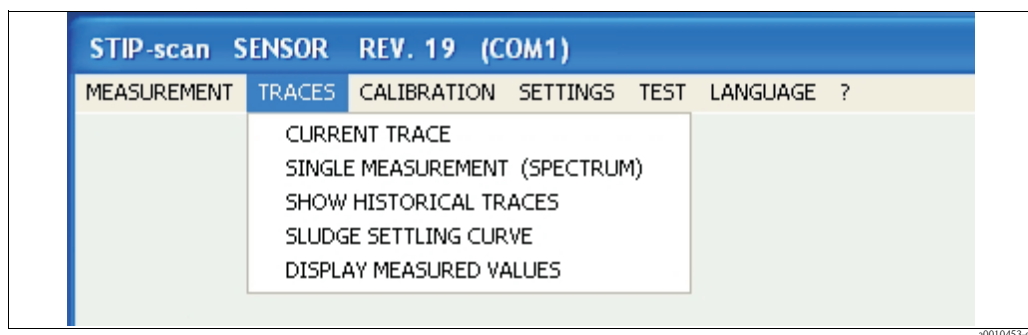 STIP-scan SENSOR REV. 19 (COM1)
MEASUREMENT TRACES CALIBRATION SETTINGS TEST LANGUAGE ?
CURRENT TRACE
SINGLE MEASUREMENT (SPECTRUM)
SHOW HISTORICAL TRACES
SLUDGE SETTLING CURVE
DISPLAY MEASURED VALUES